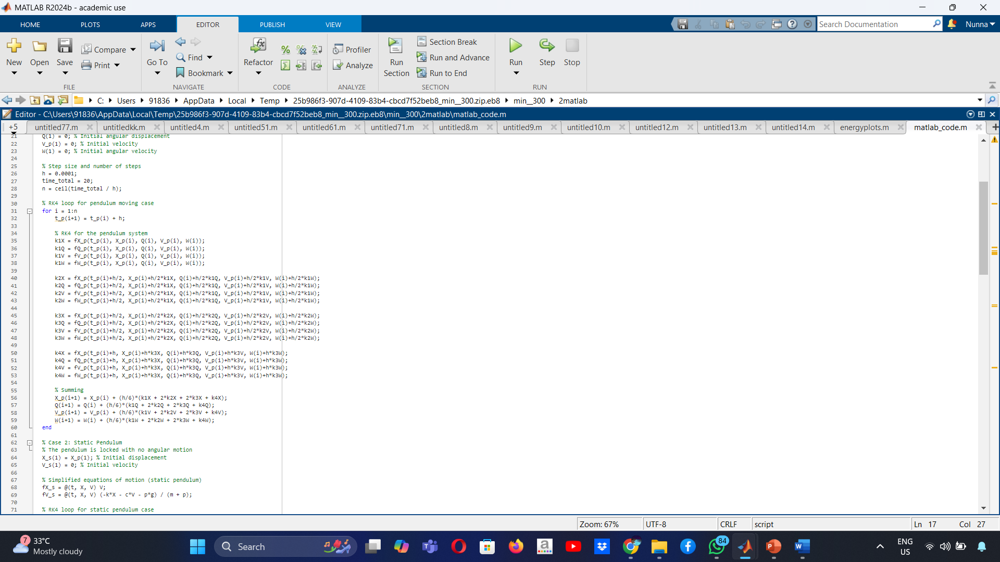 MATLAB R2024b - academic use
HOME PLOTS APPS EDITOR PUBLISH VIEW Search Documentation Nunna
New Open Save Compare Print Go To Find Bookmark Refactor Profiler Analyze Run Section Section Break Run and Advance Run to End Run Step Stop
FILE NAVIGATE CODE ANALYZE SECTION RUN
C: Users 91836 AppData Local Temp 25b986f3-907d-4109-83b4-cbcd7f52beb8_min__300.zip.eb8 min__300 2matlab
Editor - C:\Users\91836\AppData\Local\Temp\25b986f3-907d-4109-83b4-cbcd7f52beb8_min__300.zip.eb8\min__300\2matlab\matlab_code.m
+5 untitled77.m untitledkk.m untitled4.m untitled51.m untitled61.m untitled71.m untitled8.m untitled9.m untitled10.m untitled12.m untitled13.m untitled14.m energyplots.m matlab_code.m
21 Q(1) = 0; % Initial angular displacement
22 V_p(1) = 0; % Initial velocity
23 W(1) = 0; % Initial angular velocity
24
25 % Step size and number of steps
26 h = 0.0001;
27 time_total = 20;
28 n = ceil(time_total / h);
29
30 % RK4 loop for pendulum moving case
31 for i = 1:n
32 t_p(i+1) = t_p(i) + h;
33
34 % RK4 for the pendulum system
35 k1X = fX_p(t_p(i), X_p(i), Q(i), V_p(i), W(i));
36 k1Q = fQ_p(t_p(i), X_p(i), Q(i), V_p(i), W(i));
37 k1V = fV_p(t_p(i), X_p(i), Q(i), V_p(i), W(i));
38 k1W = fW_p(t_p(i), X_p(i), Q(i), V_p(i), W(i));
39
40 k2X = fX_p(t_p(i)+h/2, X_p(i)+h/2*k1X, Q(i)+h/2*k1Q, V_p(i)+h/2*k1V, W(i)+h/2*k1W);
41 k2Q = fQ_p(t_p(i)+h/2, X_p(i)+h/2*k1X, Q(i)+h/2*k1Q, V_p(i)+h/2*k1V, W(i)+h/2*k1W);
42 k2V = fV_p(t_p(i)+h/2, X_p(i)+h/2*k1X, Q(i)+h/2*k1Q, V_p(i)+h/2*k1V, W(i)+h/2*k1W);
43 k2W = fW_p(t_p(i)+h/2, X_p(i)+h/2*k1X, Q(i)+h/2*k1Q, V_p(i)+h/2*k1V, W(i)+h/2*k1W);
44
45 k3X = fX_p(t_p(i)+h/2, X_p(i)+h/2*k2X, Q(i)+h/2*k2Q, V_p(i)+h/2*k2V, W(i)+h/2*k2W);
46 k3Q = fQ_p(t_p(i)+h/2, X_p(i)+h/2*k2X, Q(i)+h/2*k2Q, V_p(i)+h/2*k2V, W(i)+h/2*k2W);
47 k3V = fV_p(t_p(i)+h/2, X_p(i)+h/2*k2X, Q(i)+h/2*k2Q, V_p(i)+h/2*k2V, W(i)+h/2*k2W);
48 k3W = fW_p(t_p(i)+h/2, X_p(i)+h/2*k2X, Q(i)+h/2*k2Q, V_p(i)+h/2*k2V, W(i)+h/2*k2W);
49
50 k4X = fX_p(t_p(i)+h, X_p(i)+h*k3X, Q(i)+h*k3Q, V_p(i)+h*k3V, W(i)+h*k3W);
51 k4Q = fQ_p(t_p(i)+h, X_p(i)+h*k3X, Q(i)+h*k3Q, V_p(i)+h*k3V, W(i)+h*k3W);
52 k4V = fV_p(t_p(i)+h, X_p(i)+h*k3X, Q(i)+h*k3Q, V_p(i)+h*k3V, W(i)+h*k3W);
53 k4W = fW_p(t_p(i)+h, X_p(i)+h*k3X, Q(i)+h*k3Q, V_p(i)+h*k3V, W(i)+h*k3W);
54
55 % Summing
56 X_p(i+1) = X_p(i) + (h/6)*(k1X + 2*k2X + 2*k3X + k4X);
57 Q(i+1) = Q(i) + (h/6)*(k1Q + 2*k2Q + 2*k3Q + k4Q);
58 V_p(i+1) = V_p(i) + (h/6)*(k1V + 2*k2V + 2*k3V + k4V);
59 W(i+1) = W(i) + (h/6)*(k1W + 2*k2W + 2*k3W + k4W);
60 end
61
62 % Case 2: Static Pendulum
63 % The pendulum is locked with no angular motion
64 X_s(1) = X_p(1); % Initial displacement
65 V_s(1) = 0; % Initial velocity
66
67 % Simplified equations of motion (static pendulum)
68 fX_s = @(t, X, V) V;
69 fV_s = @(t, X, V) (-k*X - c*V - p*g) / (m + p);
70
71 % RK4 loop for static pendulum case
Zoom: 67% UTF-8 CRLF script Ln 17 Col 27
7 33°C
Mostly cloudy
Search
84
ENG
US